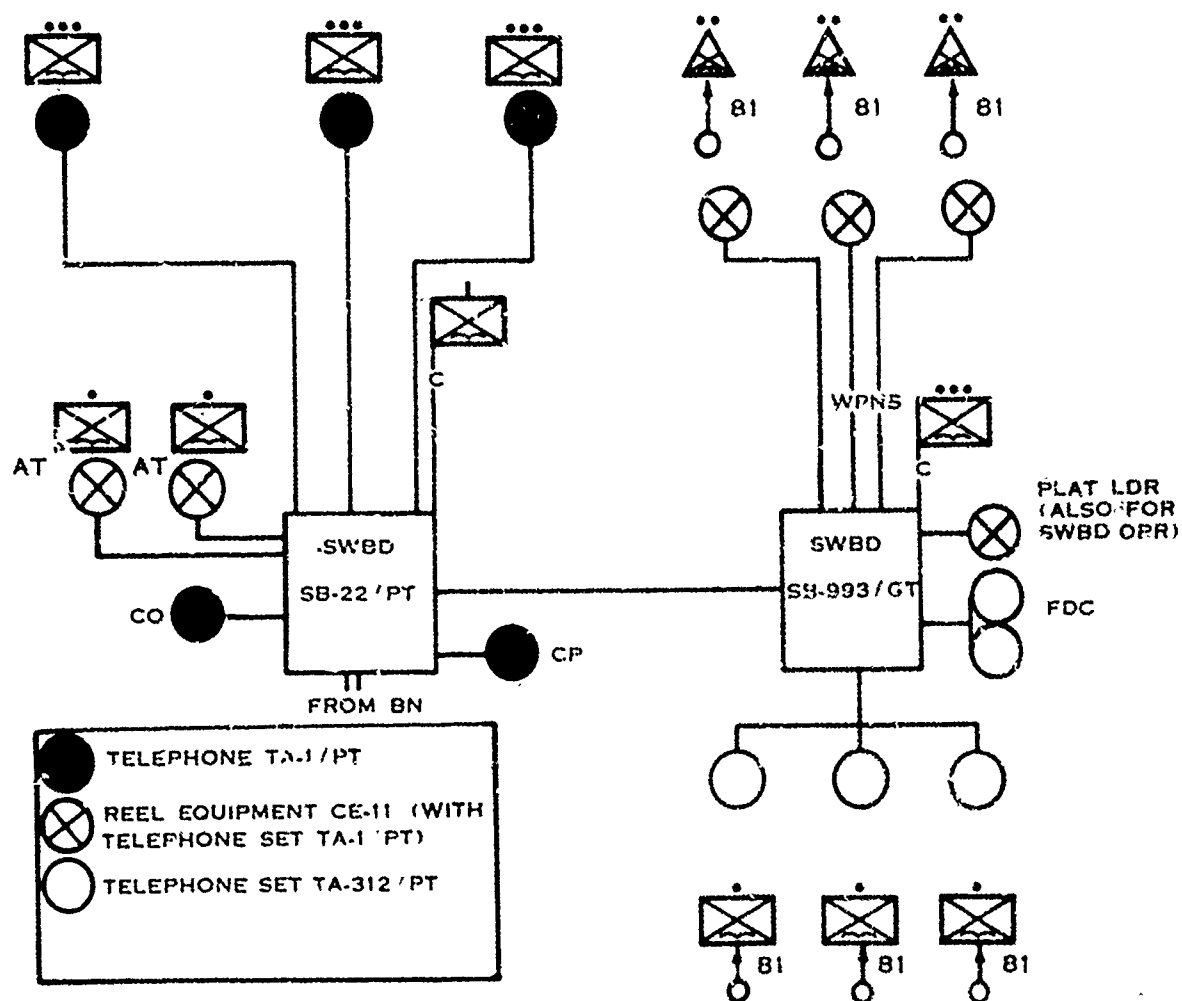 81
81
81
WPNS
C
C
AT
AT
PLAT LDR
(ALSO FOR
SWBD OPR)
SWBD
SB-22/PT
SWBD
SB-993/GT
CO
CP
FDC
FROM BN
TELEPHONE TA-1/PT
REEL EQUIPMENT CE-11 (WITH
TELEPHONE SET TA-1/PT)
TELEPHONE SET TA-312/PT
81
81
81